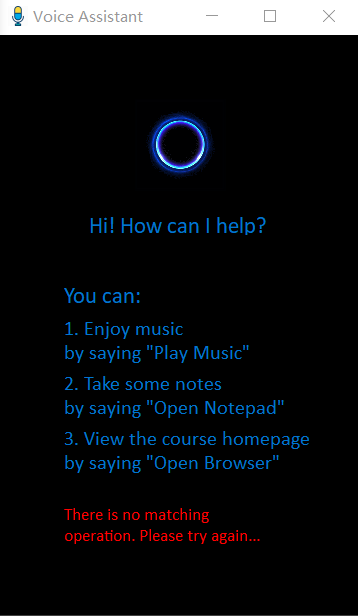 Voice Assistant
Hi! How can I help?
You can:
1. Enjoy music
by saying "Play Music"
2. Take some notes
by saying "Open Notepad"
3. View the course homepage
by saying "Open Browser"
There is no matching
operation. Please try again...